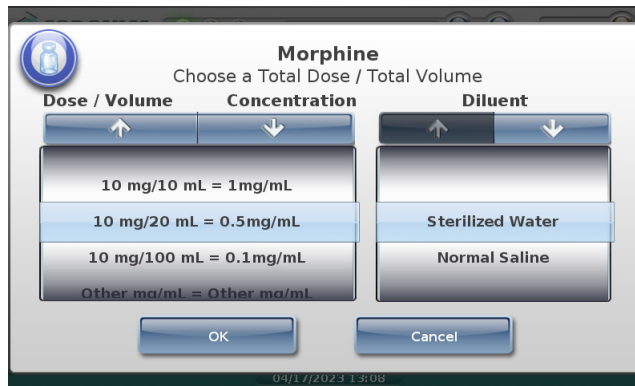 Morphine
Choose a Total Dose / Total Volume
Dose / Volume Concentration
Diluent
10 mg/10 mL = 1mg/mL
10 mg/20 mL = 0.5mg/mL
10 mg/100 mL = 0.1mg/mL
Other mg/mL = Other mg/mL
Sterilized Water
Normal Saline
OK
Cancel
04/17/2023 13:08